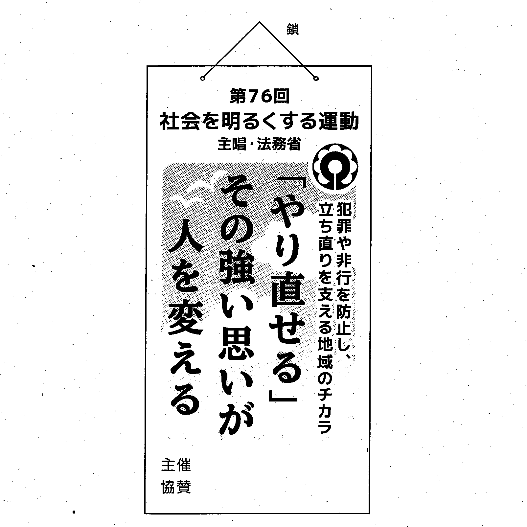 鎖
第76回
社会を明るくする運動
主唱・法務省
犯罪や非行を防止し、
立ち直りを支える地域のチカラ
「やり直せる」
その強い思いが
人を変える
主催
協賛